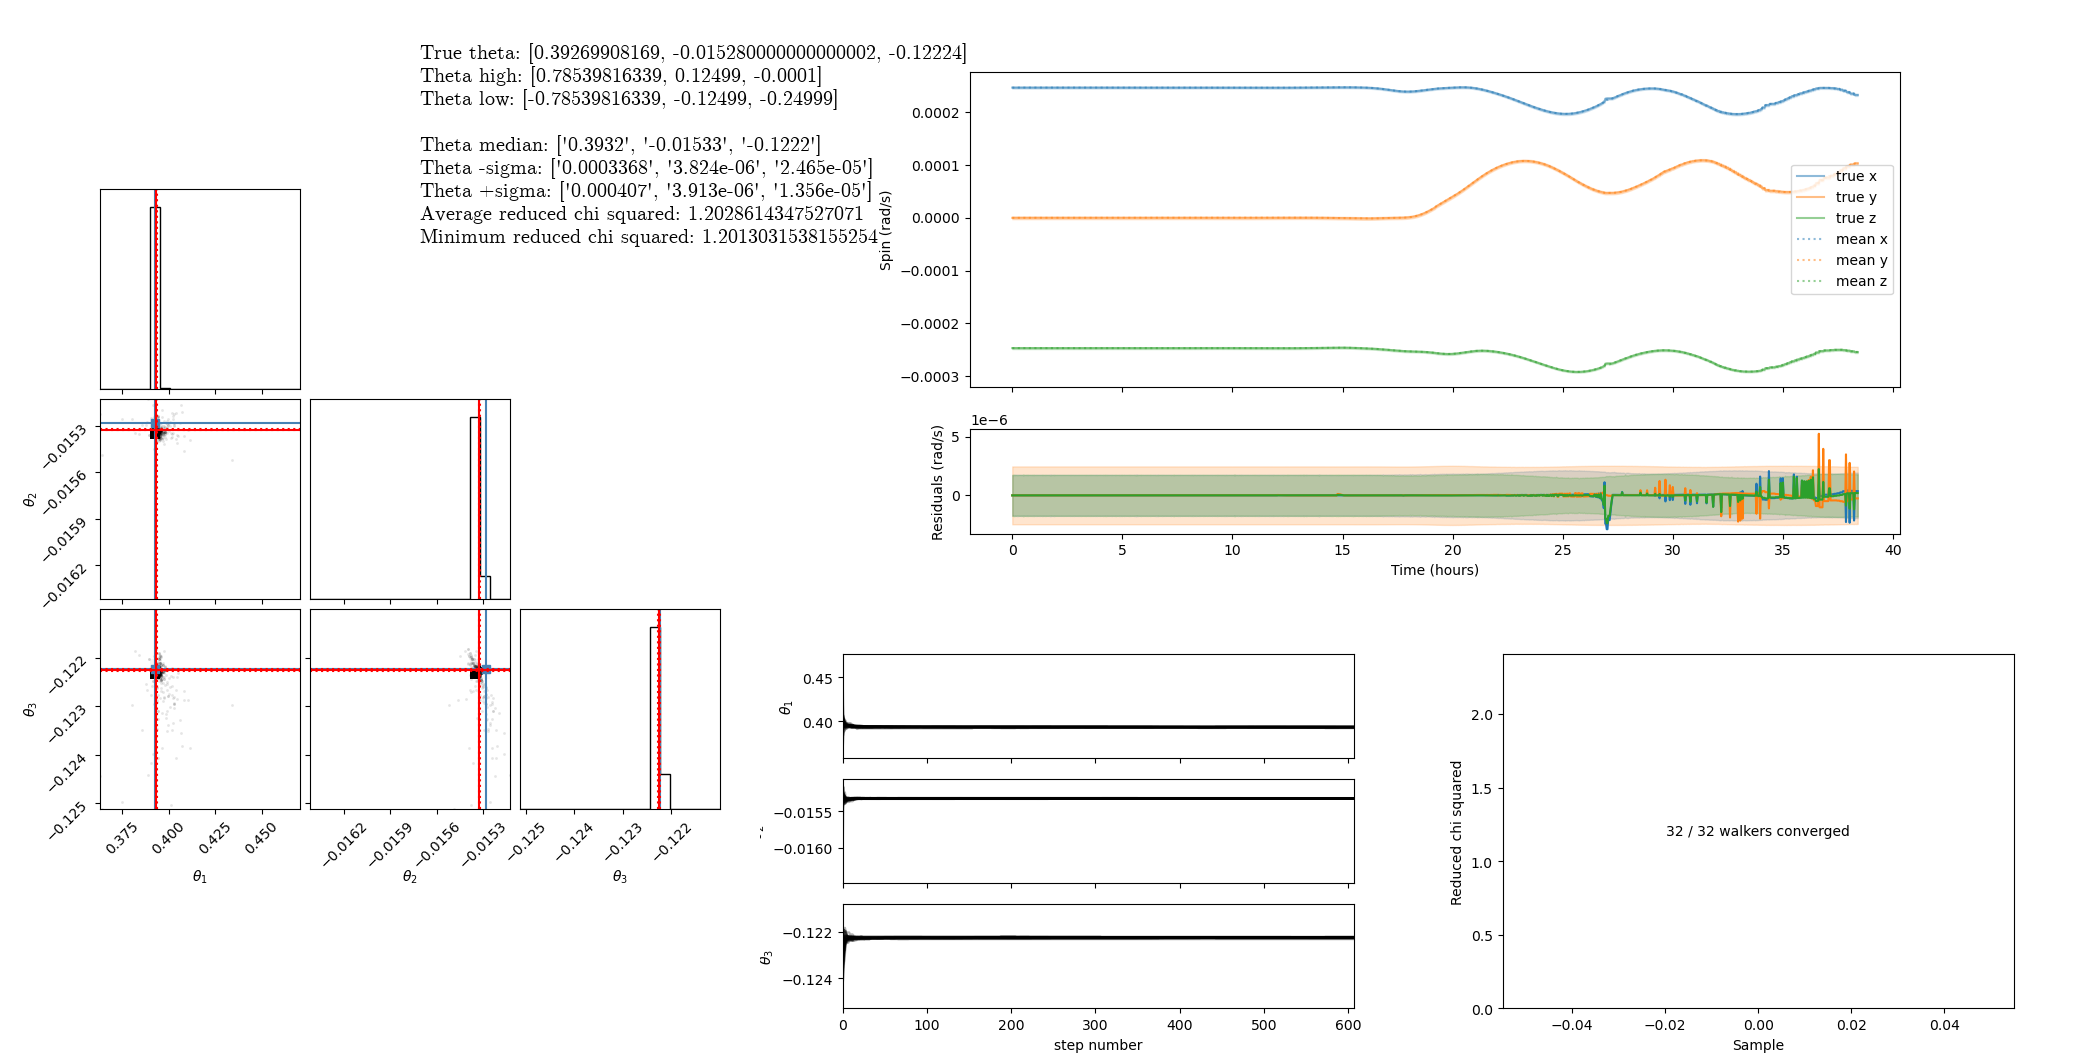 True theta: [0.39269908169, -0.015280000000000002, -0.12224]
Theta high: [0.78539816339, 0.12499, -0.0001]
Theta low: [-0.78539816339, -0.12499, -0.24999]
Theta median: ['0.3932', '-0.01533', '-0.1222']
Theta -sigma: ['0.0003368', '3.824e-06', '2.465e-05']
Theta +sigma: ['0.000407', '3.913e-06', '1.356e-05']
Average reduced chi squared: 1.2028614347527071
Minimum reduced chi squared: 1.2013031538155254
Spin (rad/s)
0.0002
0.0001
0.0000
−0.0001
−0.0002
−0.0003
true x
true y
true z
mean x
mean y
mean z
1e−6
Residuals (rad/s)
5
0
0 5 10 15 20 25 30 35 40
Time (hours)
θ2
−0.0153
−0.0156
−0.0159
−0.0162
θ3
−0.122
−0.123
−0.124
−0.125
0.375 0.400 0.425 0.450
θ1
−0.0162 −0.0159 −0.0156 −0.0153
θ2
−0.125 −0.124 −0.123 −0.122
θ3
θ1
0.45
0.40
−0.0155
−0.0160
θ3
−0.122
−0.124
0 100 200 300 400 500 600
step number
Reduced chi squared
2.0
1.5
1.0
0.5
0.0
32 / 32 walkers converged
−0.04 −0.02 0.00 0.02 0.04
Sample